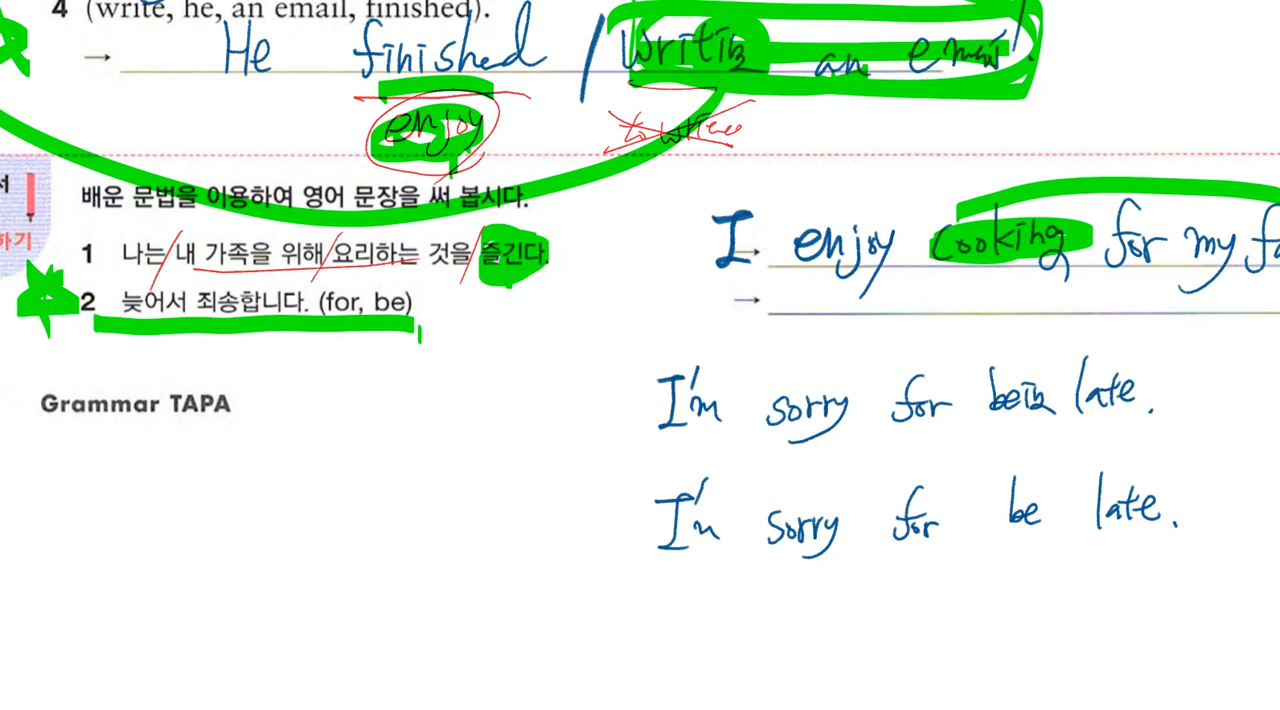 4 (write, he, an email, finished).
→ He finished / writing an email.
enjoy to write
배운 문법을 이용하여 영어 문장을 써 봅시다.
1 나는/내 가족을 위해/요리하는 것을/즐긴다.
→ I enjoy cooking for my fa
2 늦어서 죄송합니다. (for, be)
→
I'm sorry for being late.
Grammar TAPA
I'm sorry for be late.